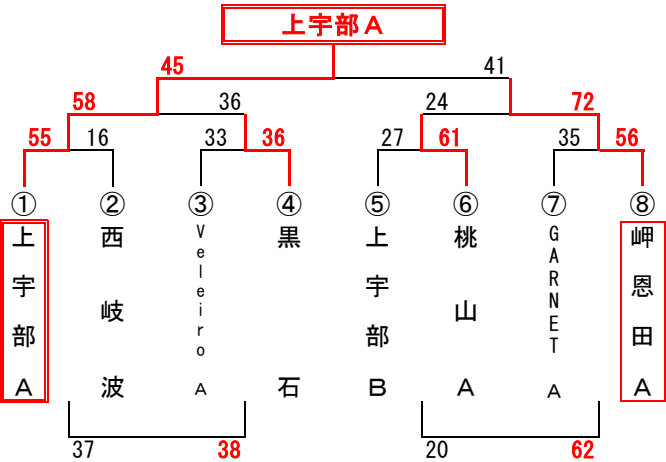 上宇部A
45 41
58 36 24 72
55 16 33 36 27 61 35 56
① ② ③ ④ ⑤ ⑥ ⑦ ⑧
上宇部A
西岐波
Veleiro A
黒石
上宇部B
桃山A
GARNET A
岬恩田A
37 38 20 62